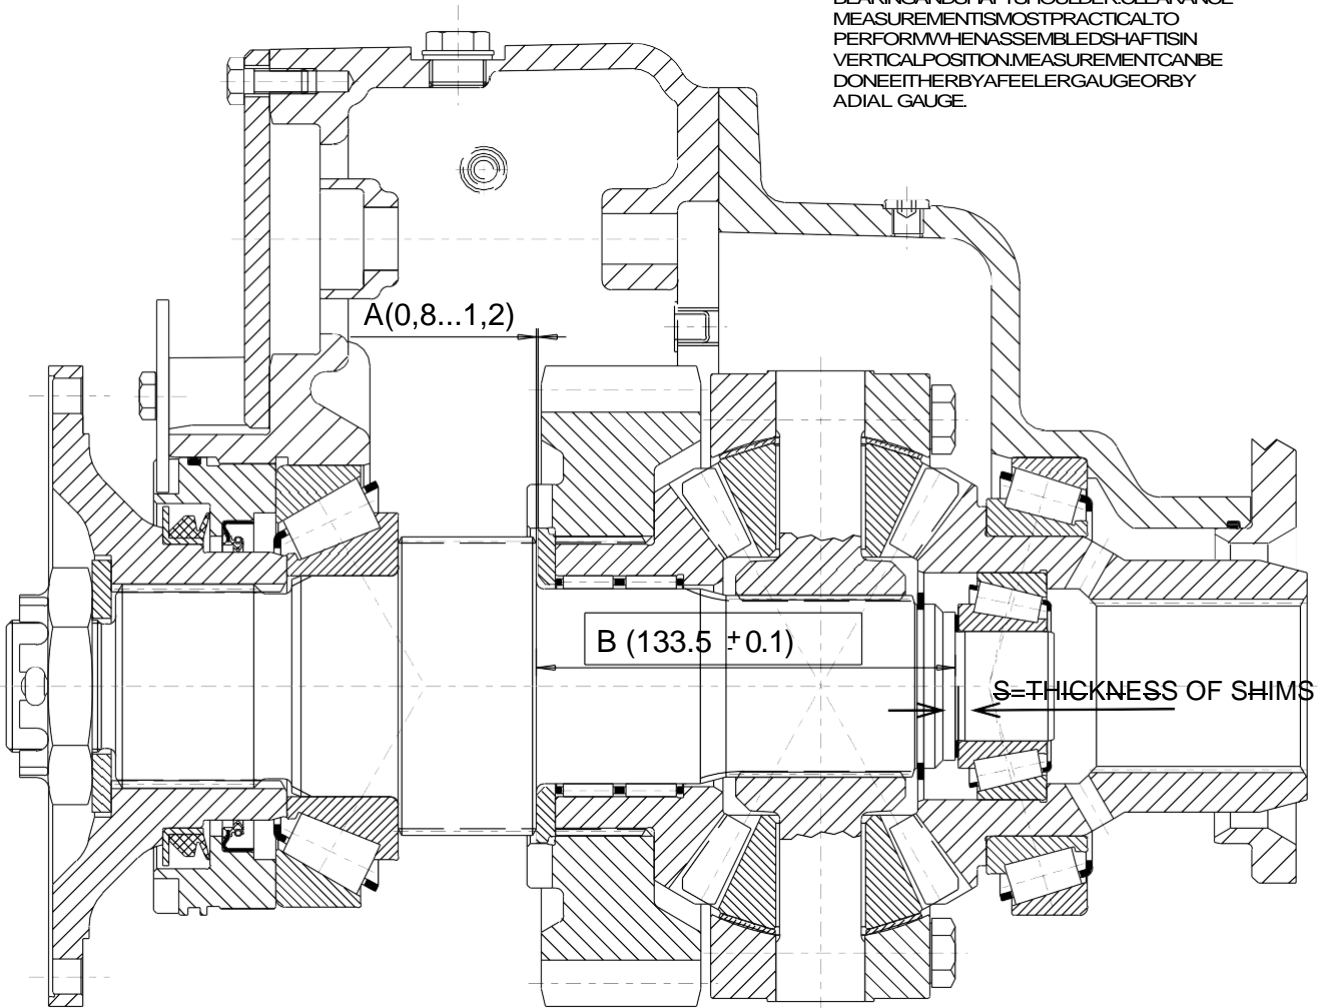 BEARINGANDSHAFTSHOULDER.CLEARANCE
MEASUREMENTISMOSTPRACTICALTO
PERFORMWHENASSEMBLEDSHAFTISIN
VERTICALPOSITION.MEASUREMENTCANBE
DONEEITHERBYAFEELERGAUGEORBY
ADIAL GAUGE.
A(0,8...1,2)
B (133.5 ± 0.1)
S=THICKNESS OF SHIMS